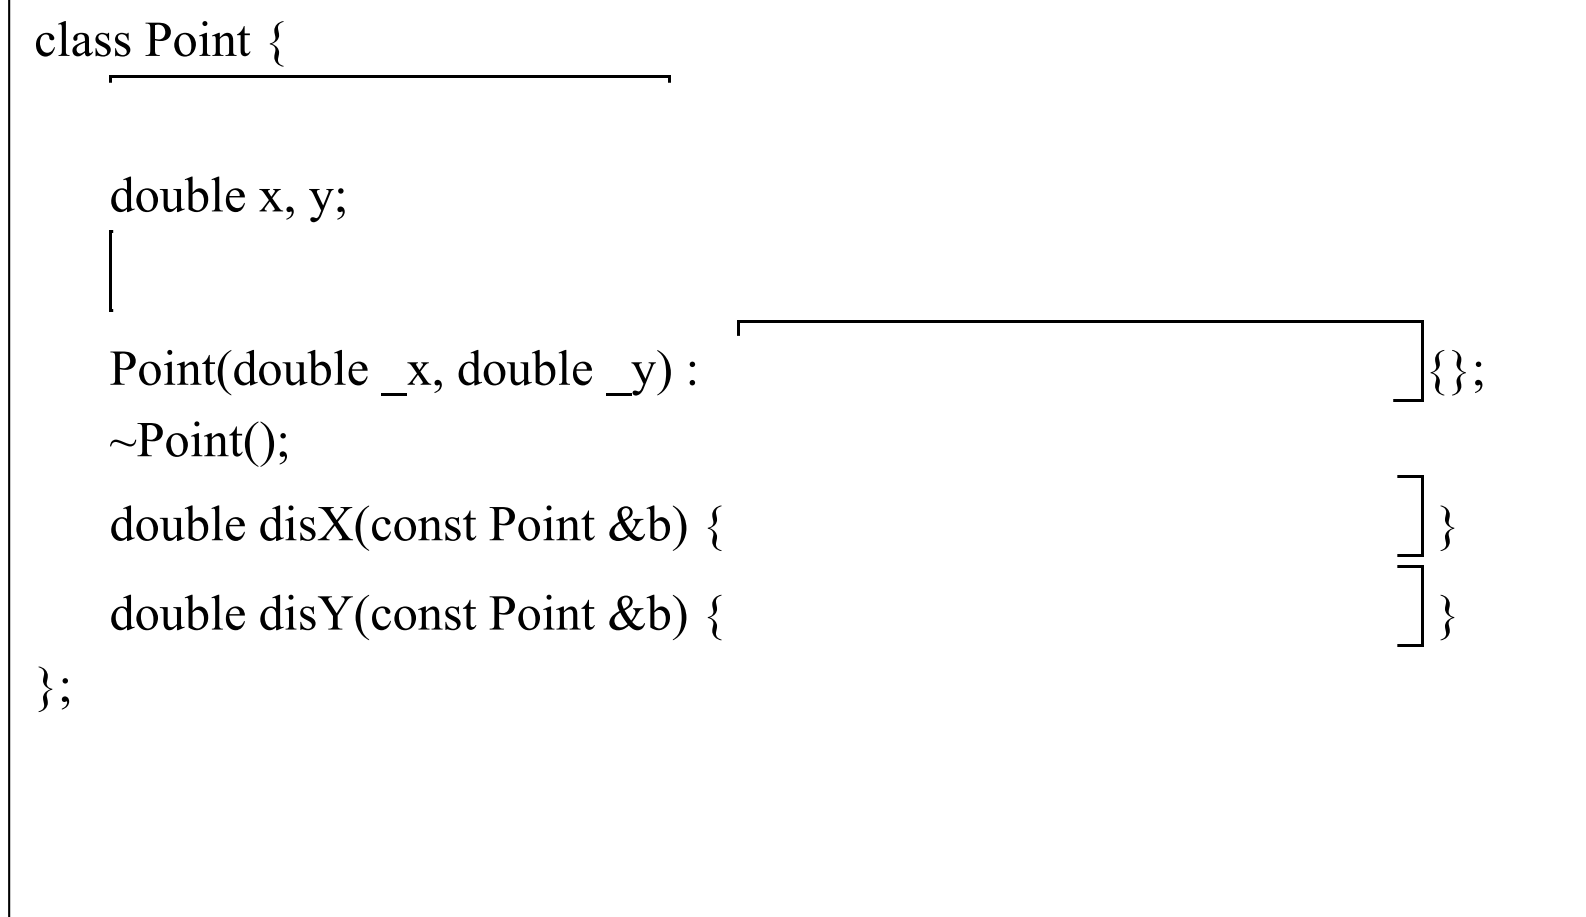 class Point {
double x, y;
Point(double _x, double _y) : {};
~Point();
double disX(const Point &b) { }
double disY(const Point &b) { }
};